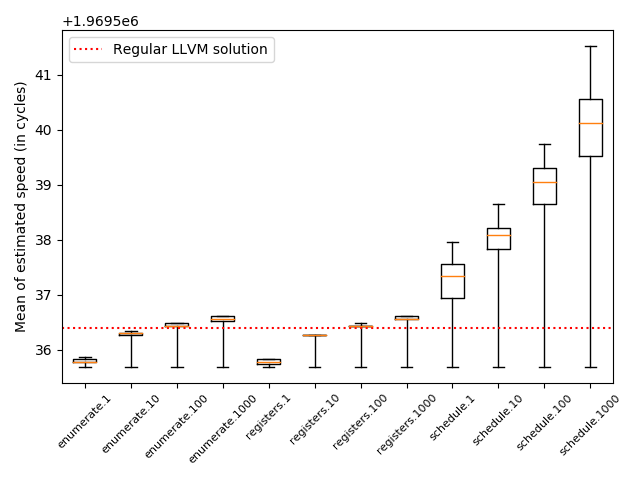 +1.9695e6
Regular LLVM solution
Mean of estimated speed (in cycles)
41
40
39
38
37
36
enumerate.1
enumerate.10
enumerate.100
enumerate.1000
registers.1
registers.10
registers.100
registers.1000
schedule.1
schedule.10
schedule.100
schedule.1000